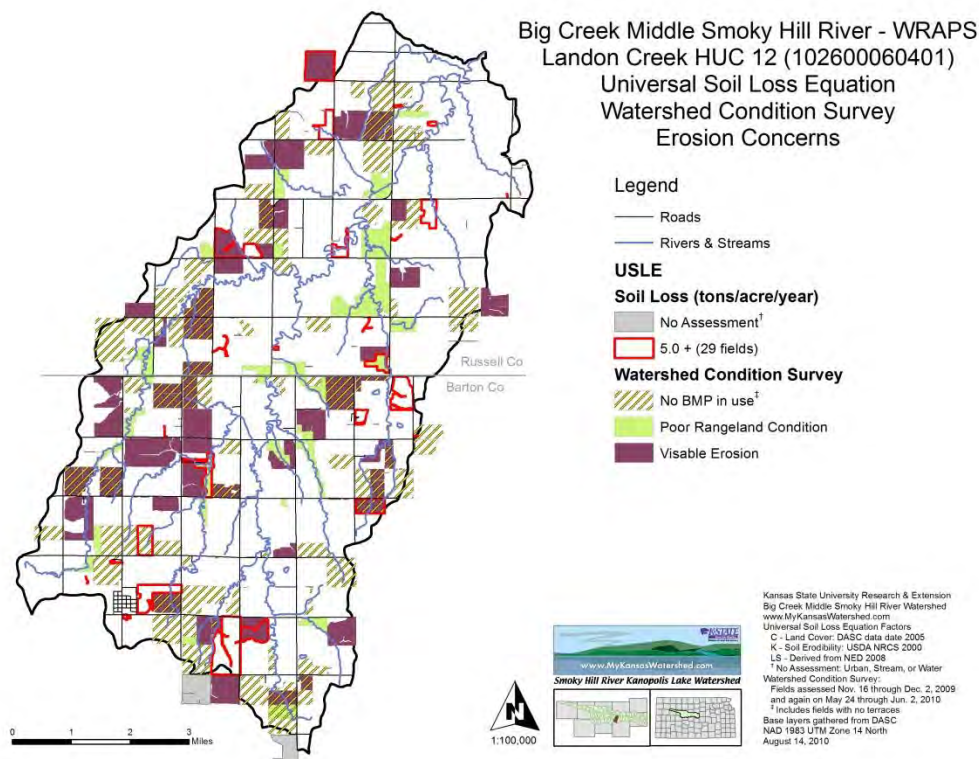 Big Creek Middle Smoky Hill River - WRAPS
Landon Creek HUC 12 (102600060401)
Universal Soil Loss Equation
Watershed Condition Survey
Erosion Concerns
Legend
Roads
Rivers & Streams
USLE
Soil Loss (tons/acre/year)
No Assessment†
5.0 + (29 fields)
Watershed Condition Survey
No BMP in use‡
Poor Rangeland Condition
Visable Erosion
Russell Co
Barton Co
Kansas State University Research & Extension
Big Creek Middle Smoky Hill River Watershed
www.MyKansasWatershed.com
Universal Soil Loss Equation Factors
C - Land Cover: DASC data date 2005
K - Soil Erodibility: USDA NRCS 2000
LS - Derived from NED 2008
† No Assessment: Urban, Stream, or Water
Watershed Condition Survey:
Fields assessed Nov. 16 through Dec. 2, 2009
and again on May 24 through Jun. 2, 2010
‡ Includes fields with no terraces
Base layers gathered from DASC
NAD 1983 UTM Zone 14 North
August 14, 2010
www.MyKansasWatershed.com
Smoky Hill River Kanopolis Lake Watershed
N
1:100,000
0 1 2 3
Miles